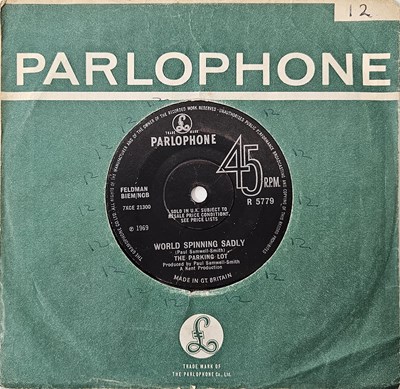 12
PARLOPHONE
TRADE MARK
PARLOPHONE
45
R.P.M.
FELDMAN
BIEM/NCB
7XCE 21300
SOLD IN U.K. SUBJECT TO
RESALE PRICE CONDITIONS,
SEE PRICE LISTS
R 5779
℗ 1969
WORLD SPINNING SADLY
(Paul Samwell-Smith)
THE PARKING LOT
Produced by Paul Samwell-Smith
A Kent Production
MADE IN GT. BRITAIN
£
TRADE MARK OF
THE PARLOPHONE Co., Ltd.